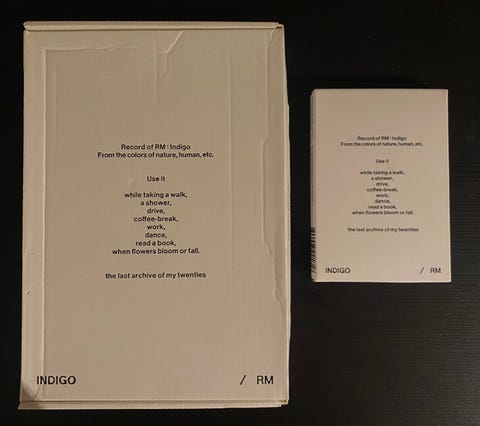 Record of RM : Indigo
From the colors of nature, human, etc.
Use it
while taking a walk,
a shower,
drive,
coffee-break,
work,
dance,
read a book,
when flowers bloom or fall.
the last archive of my twenties
INDIGO / RM
Record of RM : Indigo
From the colors of nature, human, etc.
Use it
while taking a walk,
a shower,
drive,
coffee-break,
work,
dance,
read a book,
when flowers bloom or fall.
the last archive of my twenties
INDIGO / RM